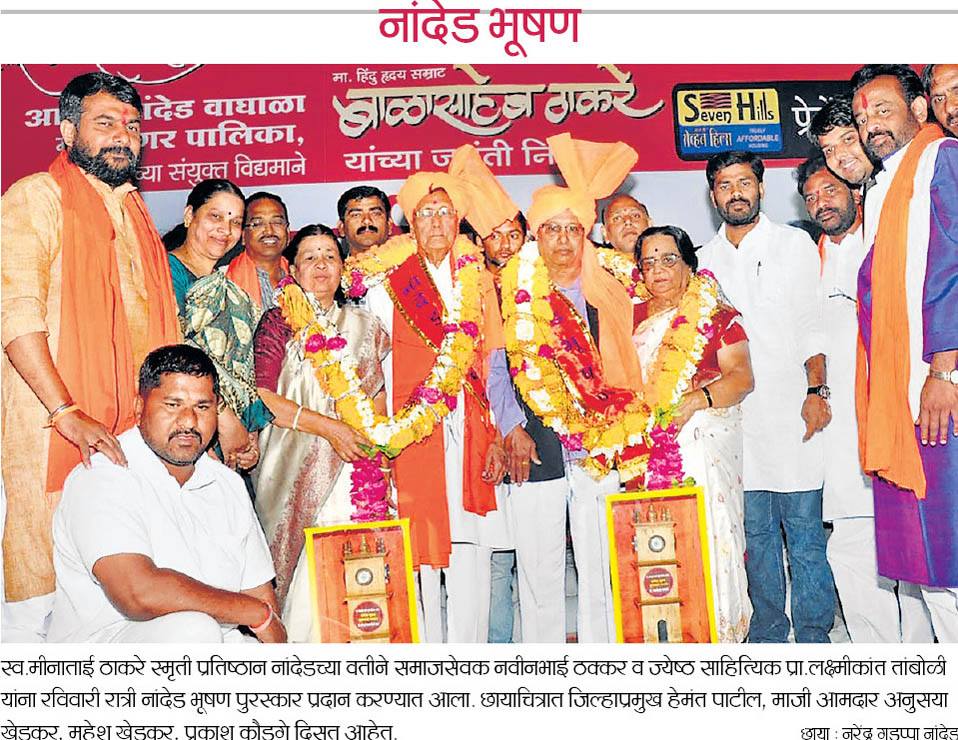 नांदेड भूषण
मा. हिंदु हृदय सम्राट
बाळासाहेब ठाकरे
नांदेड वाघाळा
पालिका,
च्या संयुक्त विद्यमाने
यांच्या जयंती
Seven Hills
सेव्हन हिल्स
TRULY
AFFORDABLE
HOUSING
स्व.मीनाताई ठाकरे स्मृती प्रतिष्ठान नांदेडच्या वतीने समाजसेवक नवीनभाई ठक्कर व ज्येष्ठ साहित्यिक प्रा.लक्ष्मीकांत तांबोळी
यांना रविवारी रात्री नांदेड भूषण पुरस्कार प्रदान करण्यात आला. छायाचित्रात जिल्हाप्रमुख हेमंत पाटील, माजी आमदार अनुसया
खेडकर, महेश खेडकर, प्रकाश कौडगे दिसत आहेत.
छाया : नरेंद्र गडप्पा नांदेड